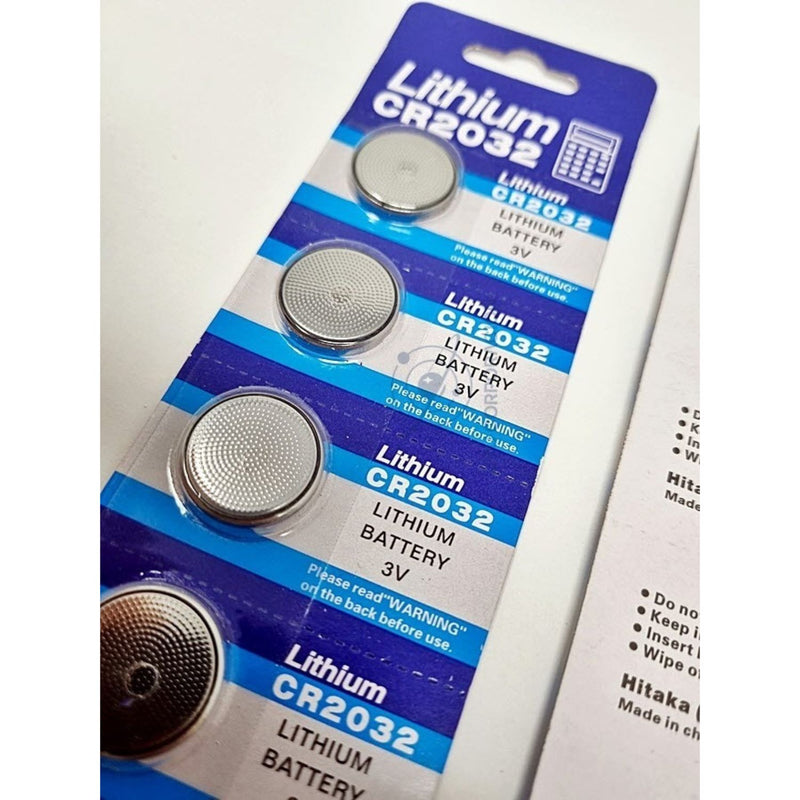 Lithium
CR2032
Lithium
CR2032
LITHIUM
BATTERY
3V
Please read"WARNING"
on the back before use.
Lithium
CR2032
LITHIUM
BATTERY
3V
Please read"WARNING"
on the back before use.
Lithium
CR2032
LITHIUM
BATTERY
3V
Please read"WARNING"
on the back before use.
Lithium
CR2032
LITHIUM
BATTERY
Made
• Do no
• Keep i
• Insert
• Wipe o
Hitaka (
Made in ch